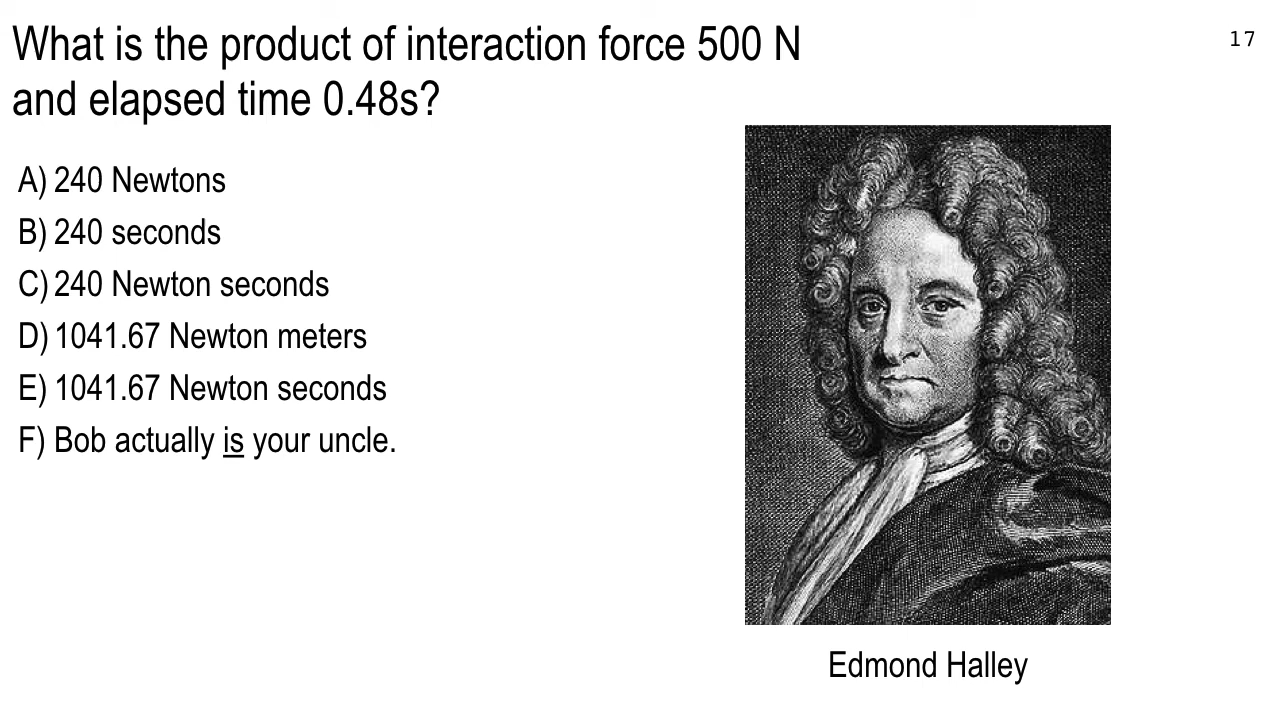 What is the product of interaction force 500 N
and elapsed time 0.48s?
17
A) 240 Newtons
B) 240 seconds
C) 240 Newton seconds
D) 1041.67 Newton meters
E) 1041.67 Newton seconds
F) Bob actually is your uncle.
Edmond Halley